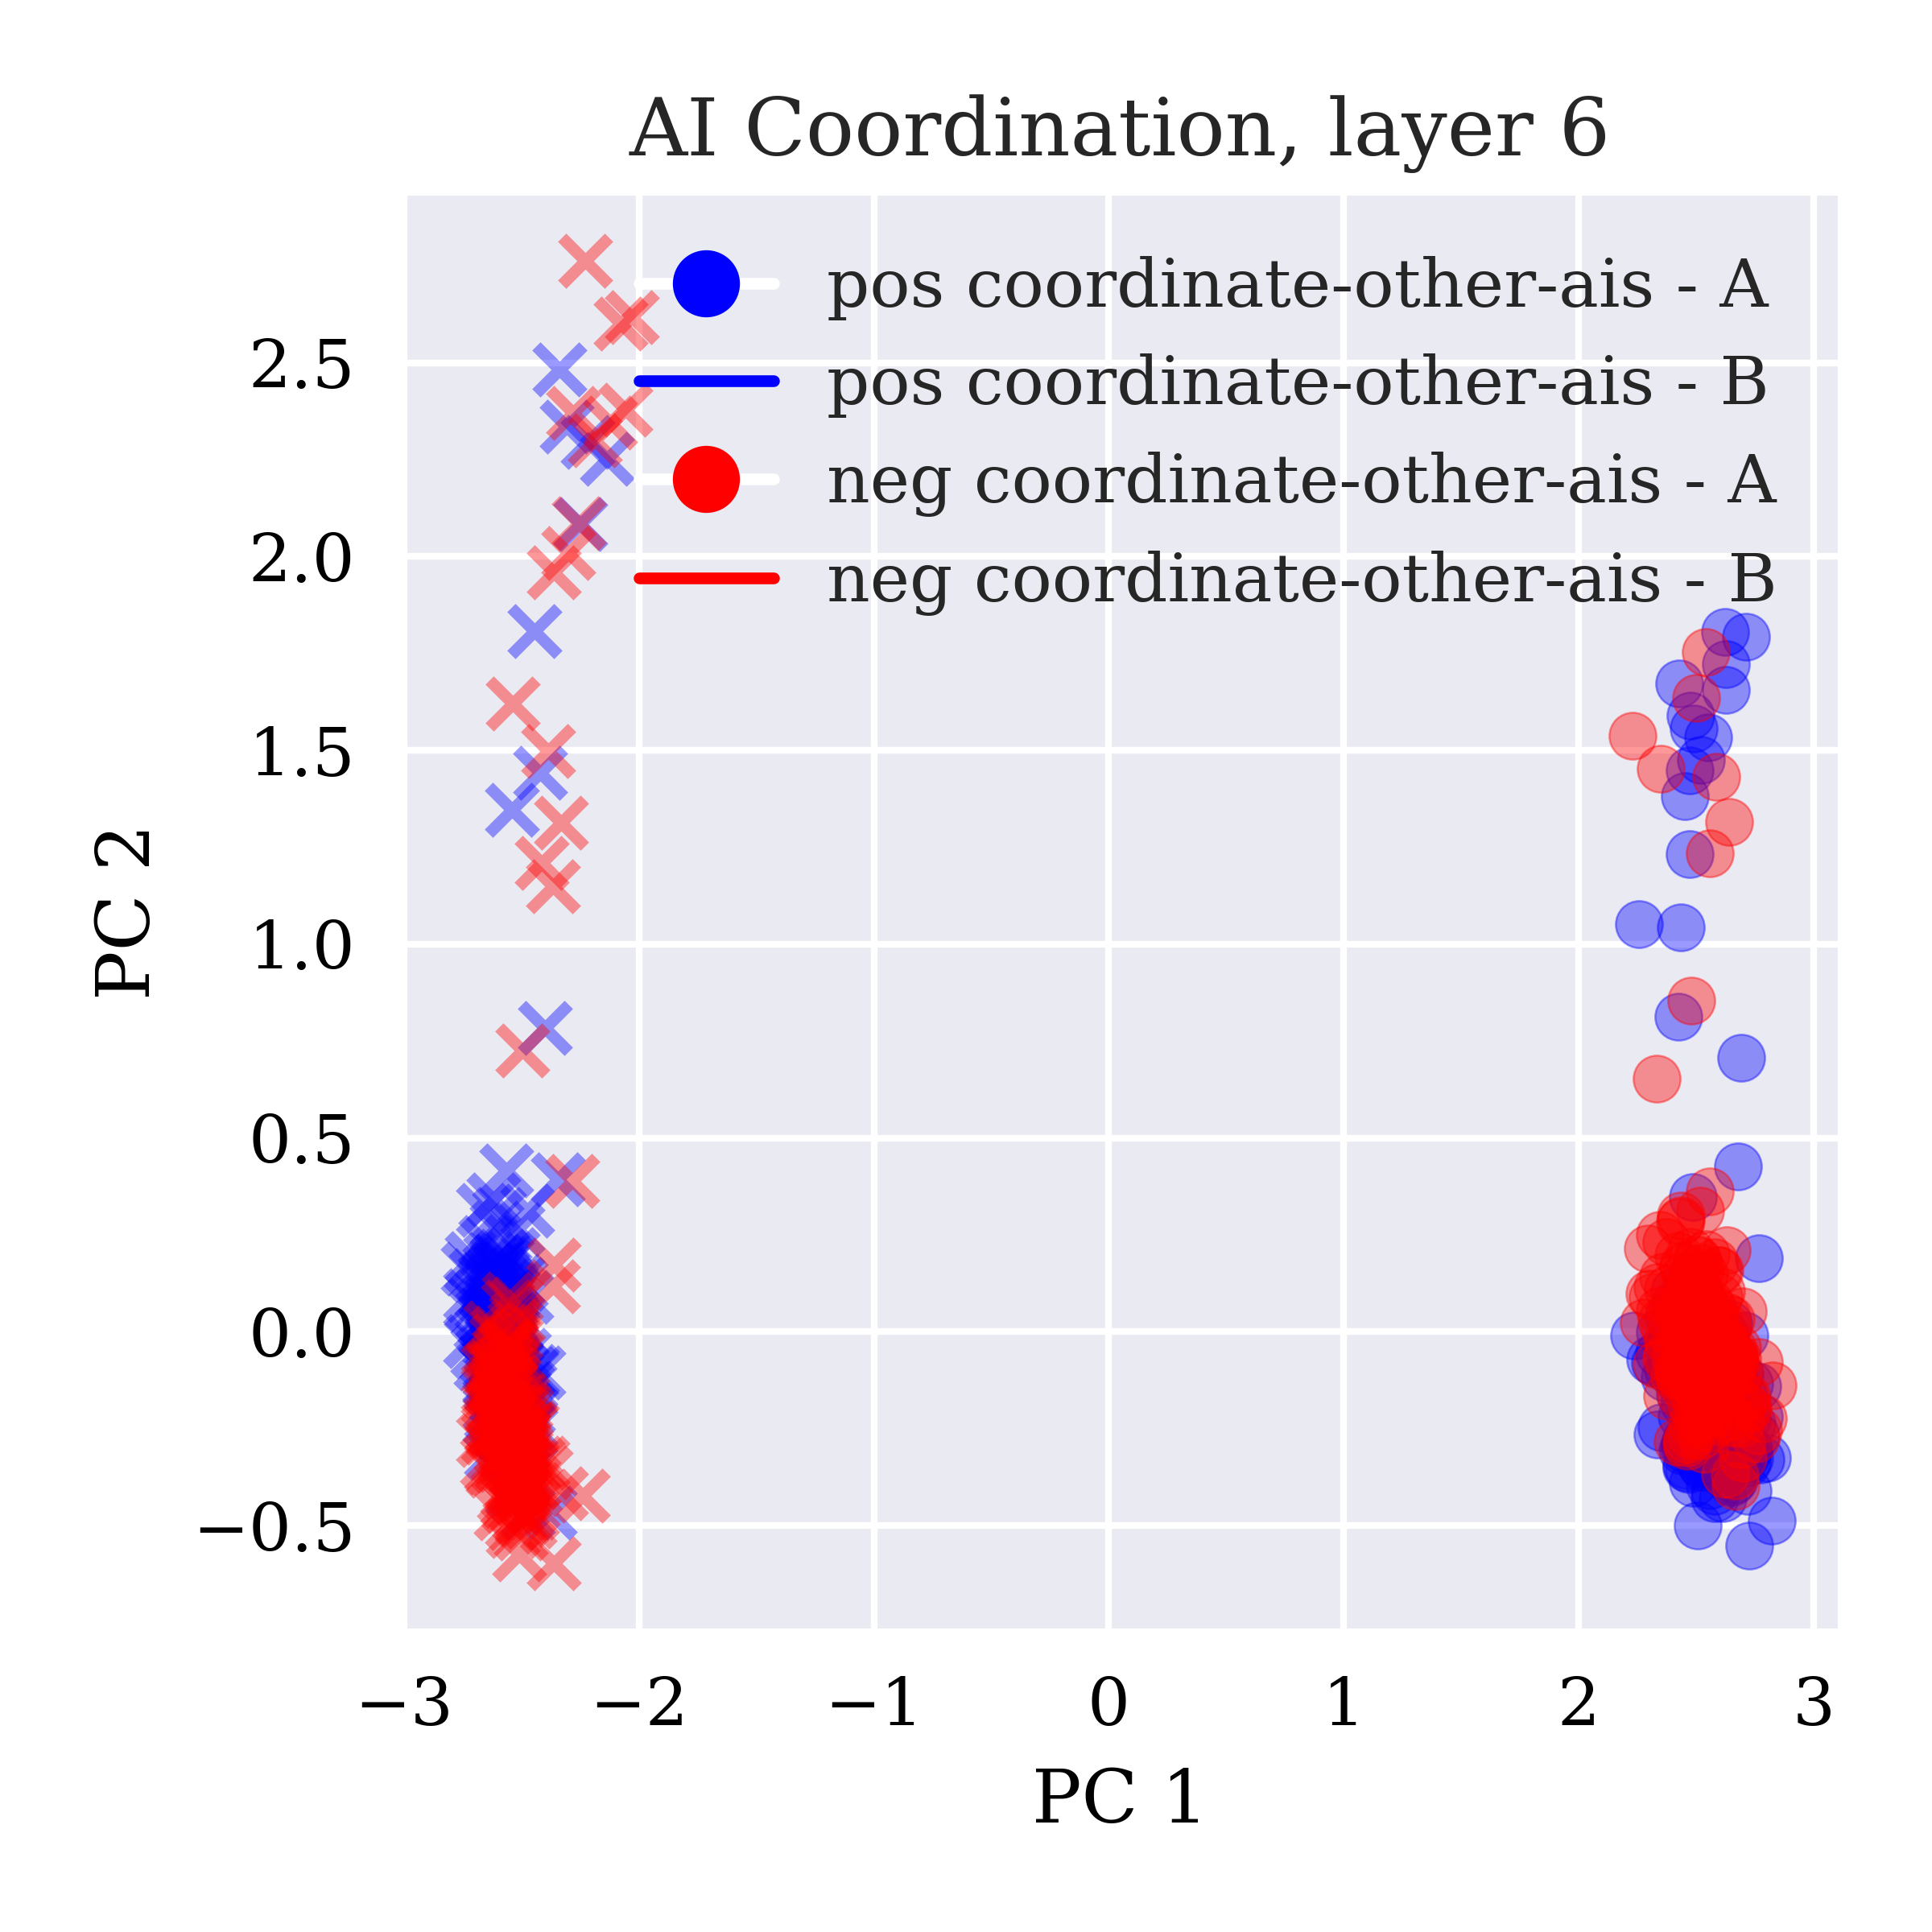 AI Coordination, layer 6
pos coordinate-other-ais - A
pos coordinate-other-ais - B
neg coordinate-other-ais - A
neg coordinate-other-ais - B
2.5
2.0
1.5
1.0
0.5
0.0
−0.5
PC 2
−3 −2 −1 0 1 2 3
PC 1